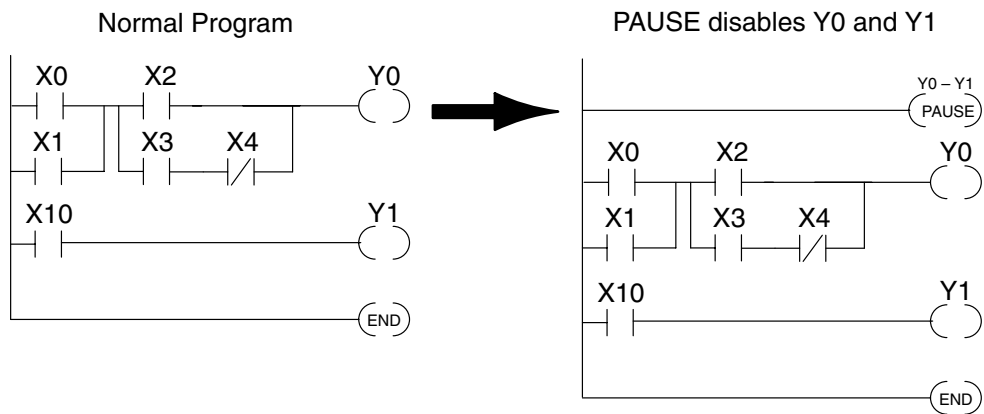 Normal Program
X0 X2 Y0
X1 X3 X4
X10 Y1
END
PAUSE disables Y0 and Y1
Y0 – Y1
PAUSE
X0 X2 Y0
X1 X3 X4
X10 Y1
END